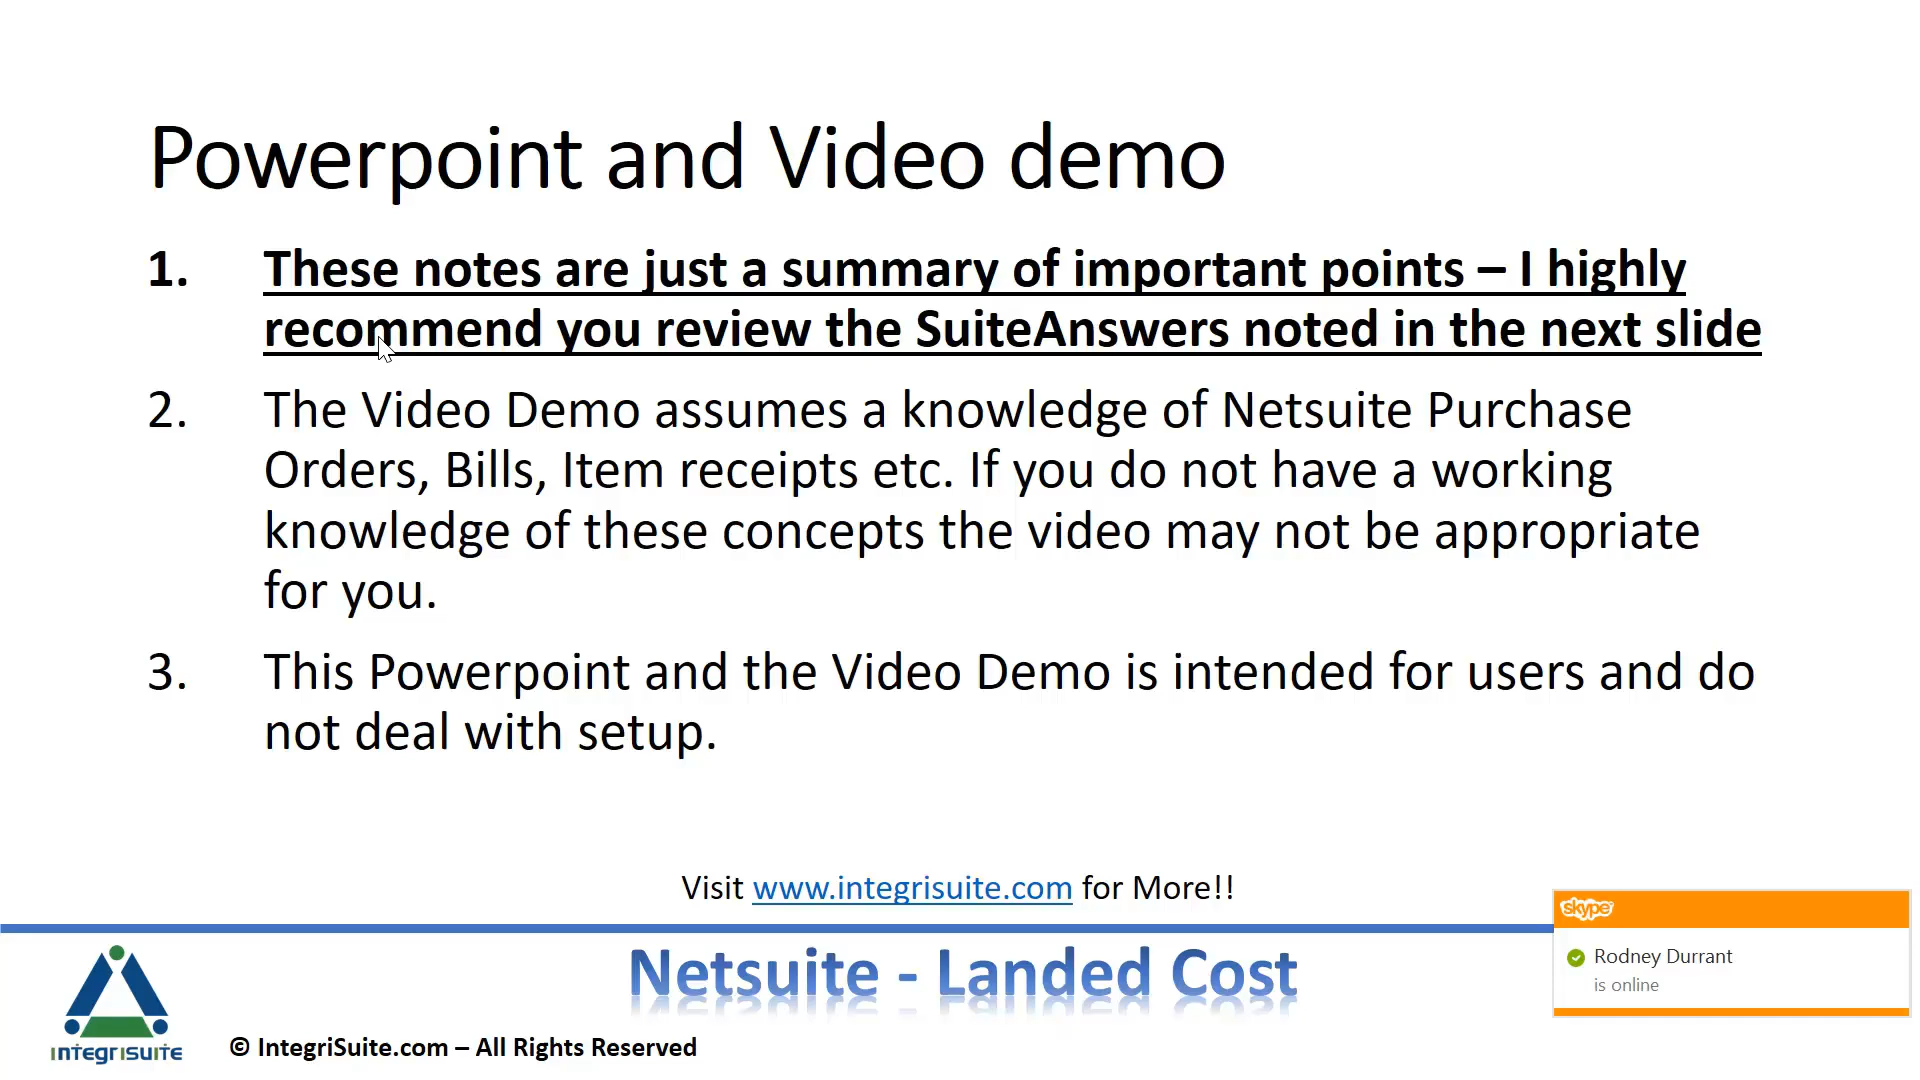 Powerpoint and Video demo
1. These notes are just a summary of important points – I highly
recommend you review the SuiteAnswers noted in the next slide
2. The Video Demo assumes a knowledge of Netsuite Purchase
Orders, Bills, Item receipts etc. If you do not have a working
knowledge of these concepts the video may not be appropriate
for you.
3. This Powerpoint and the Video Demo is intended for users and do
not deal with setup.
Visit www.integrisuite.com for More!!
Netsuite - Landed Cost
skype
Rodney Durrant
is online
INTEGRISUITE
© IntegriSuite.com – All Rights Reserved